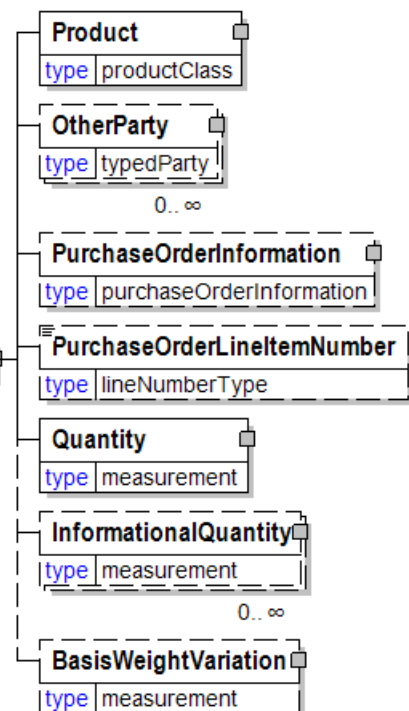 Product
type productClass
OtherParty
type typedParty
0.. ∞
PurchaseOrderInformation
type purchaseOrderInformation
PurchaseOrderLineItemNumber
type lineNumberType
Quantity
type measurement
InformationalQuantity
type measurement
0.. ∞
BasisWeightVariation
type measurement